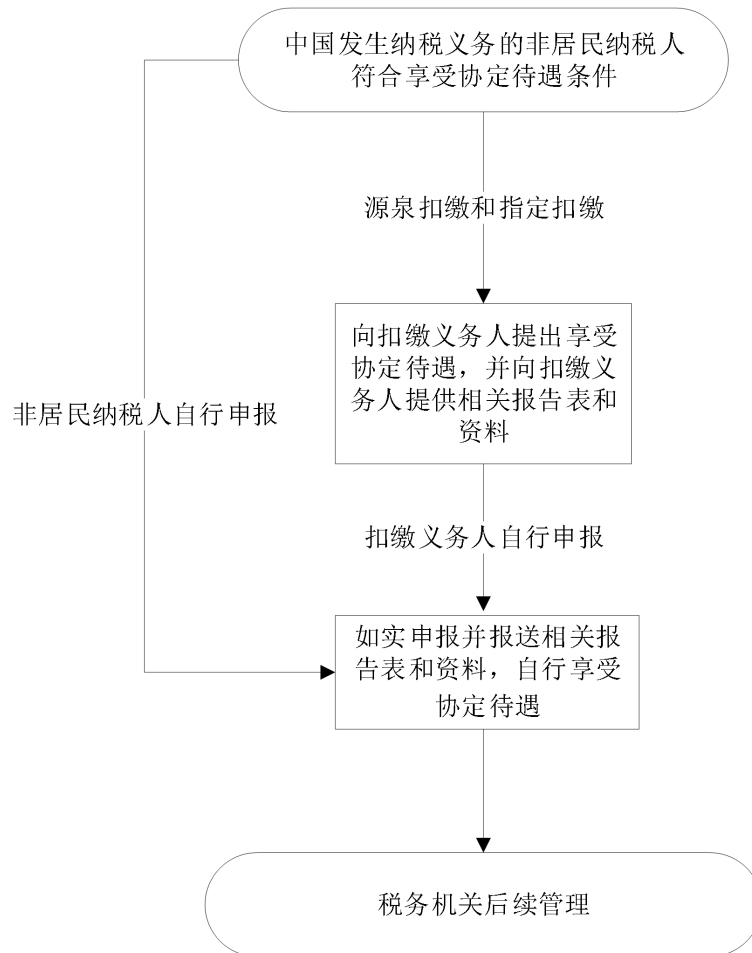 中国发生纳税义务的非居民纳税人
符合享受协定待遇条件
源泉扣缴和指定扣缴
向扣缴义务人提出享受
协定待遇，并向扣缴义
务人提供相关报告表和
资料
非居民纳税人自行申报
扣缴义务人自行申报
如实申报并报送相关报
告表和资料，自行享受
协定待遇
税务机关后续管理